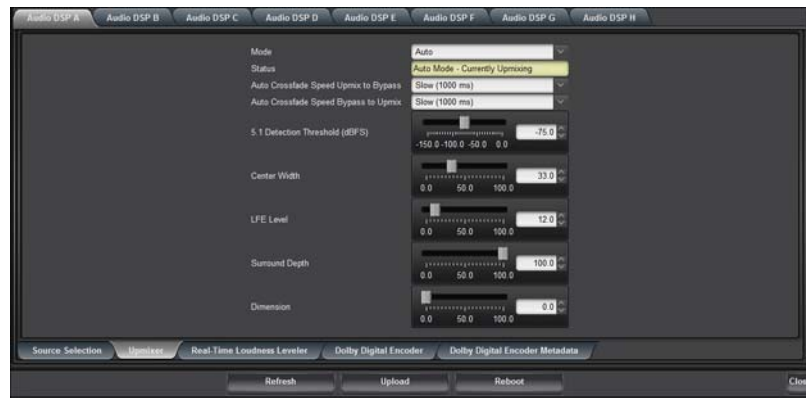 Audio DSP A Audio DSP B Audio DSP C Audio DSP D Audio DSP E Audio DSP F Audio DSP G Audio DSP H
Mode Auto
Status Auto Mode - Currently Upmixing
Auto Crossfade Speed Upmix to Bypass Slow (1000 ms)
Auto Crossfade Speed Bypass to Upmix Slow (1000 ms)
5.1 Detection Threshold (dBFS) -75.0
-150.0 -100.0 -50.0 0.0
Center Width 33.0
0.0 50.0 100.0
LFE Level 12.0
0.0 50.0 100.0
Surround Depth 100.0
0.0 50.0 100.0
Dimension 0.0
0.0 50.0 100.0
Source Selection Upmixer Real-Time Loudness Leveler Dolby Digital Encoder Dolby Digital Encoder Metadata
Refresh Upload Reboot Clos